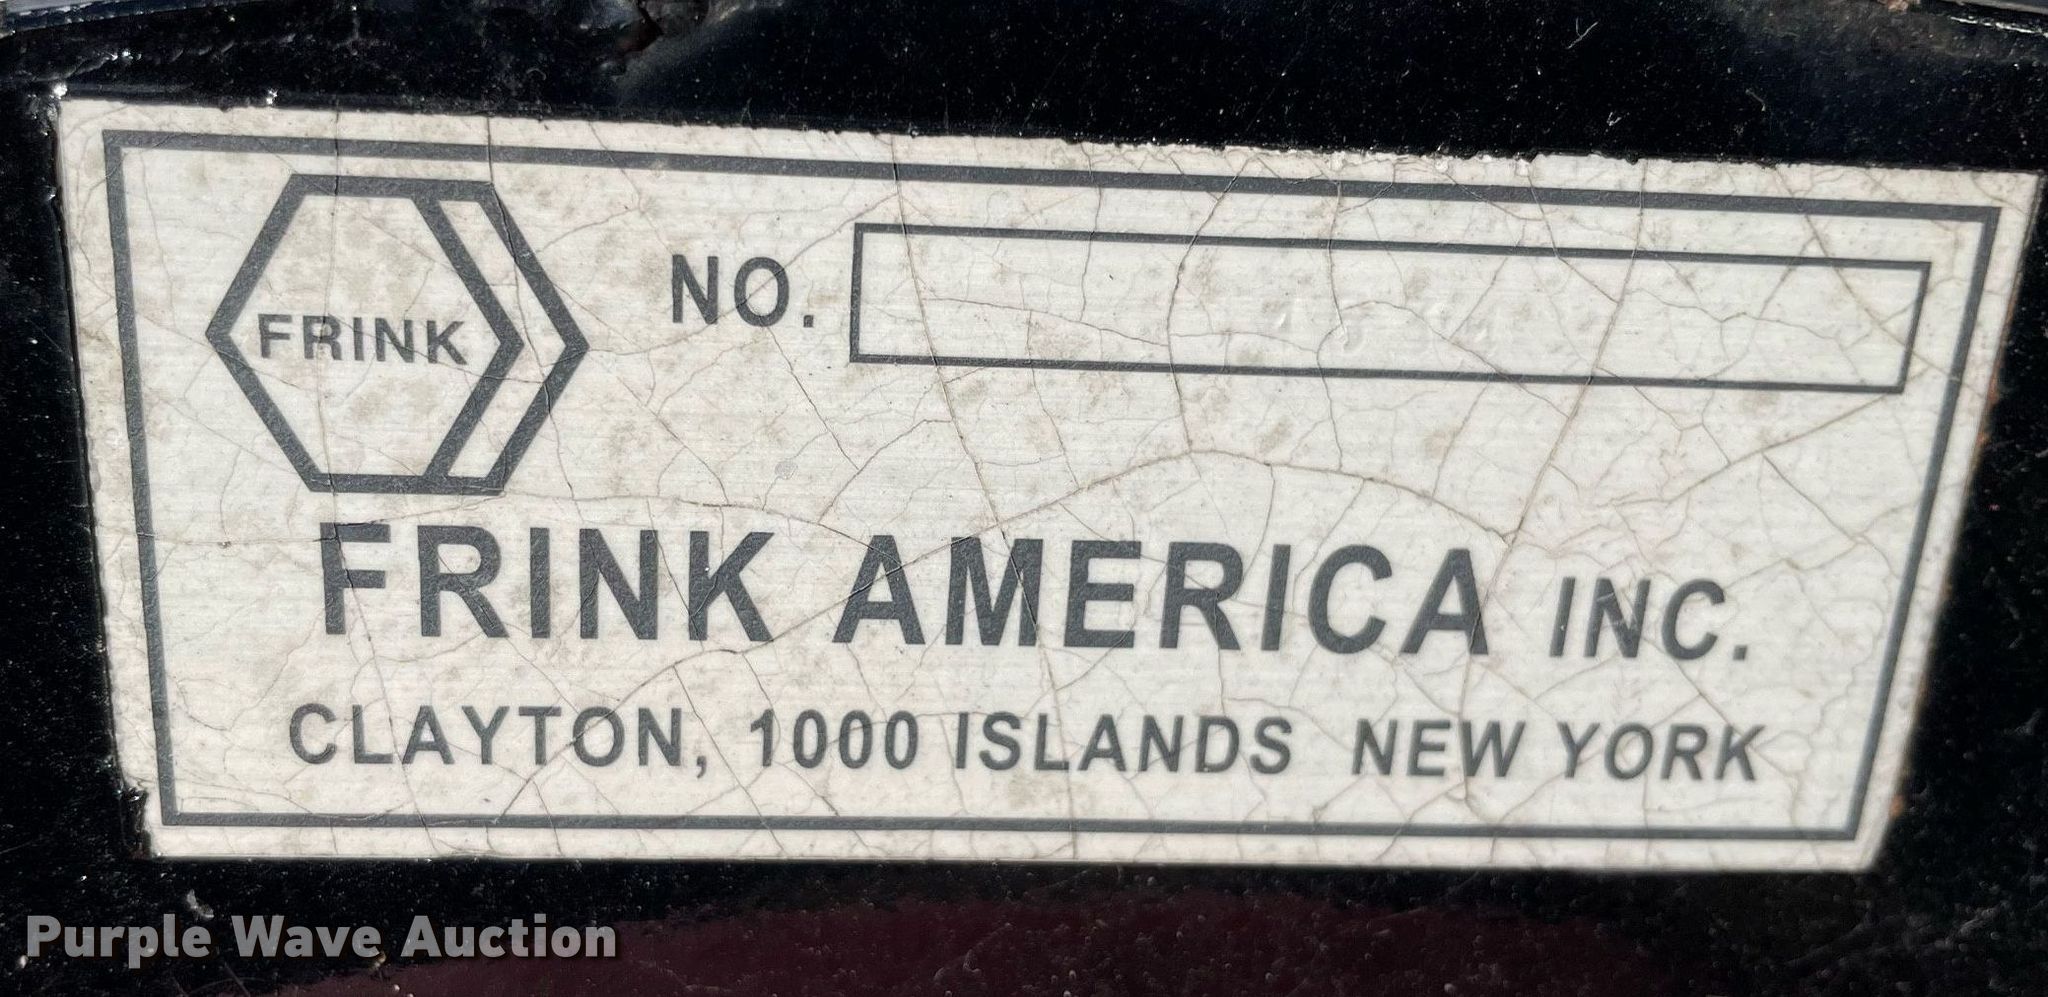 FRINK
NO.
FRINK AMERICA INC.
CLAYTON, 1000 ISLANDS NEW YORK
Purple Wave Auction